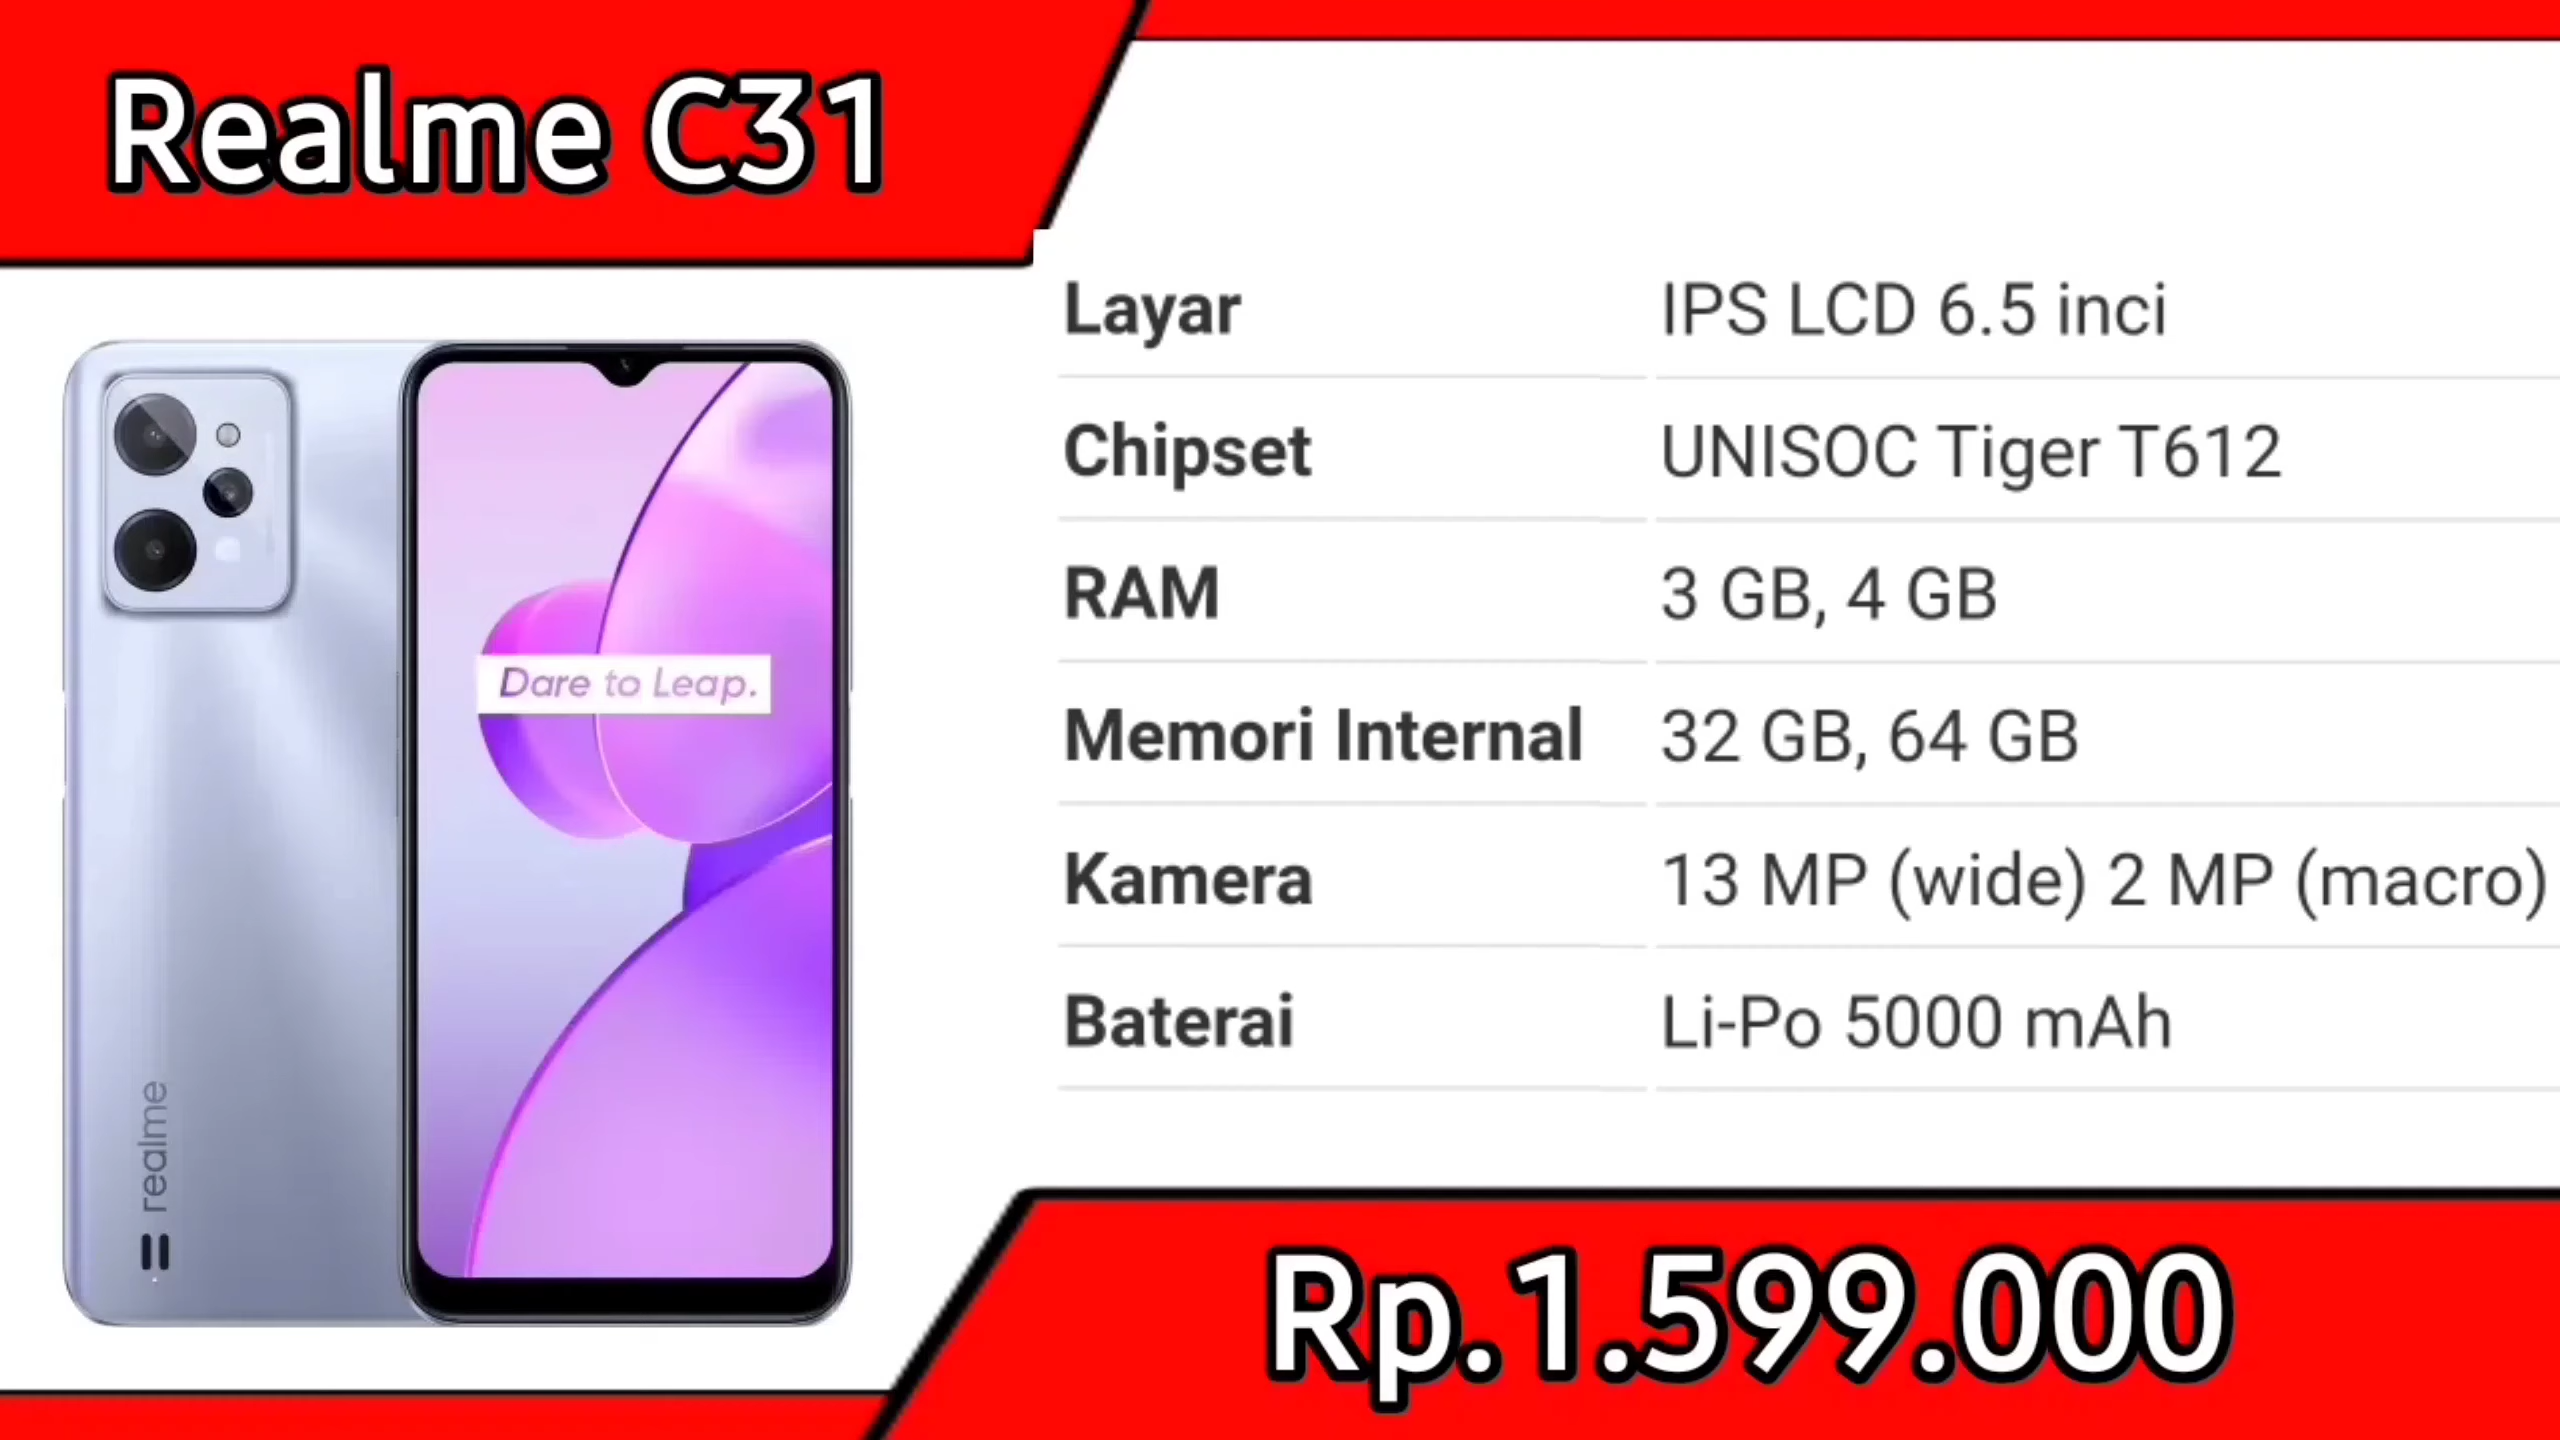 Realme C31
Layar IPS LCD 6.5 inci
Chipset UNISOC Tiger T612
RAM 3 GB, 4 GB
Memori Internal 32 GB, 64 GB
Kamera 13 MP (wide) 2 MP (macro)
Baterai Li-Po 5000 mAh
Dare to Leap.
realme
Rp.1.599.000